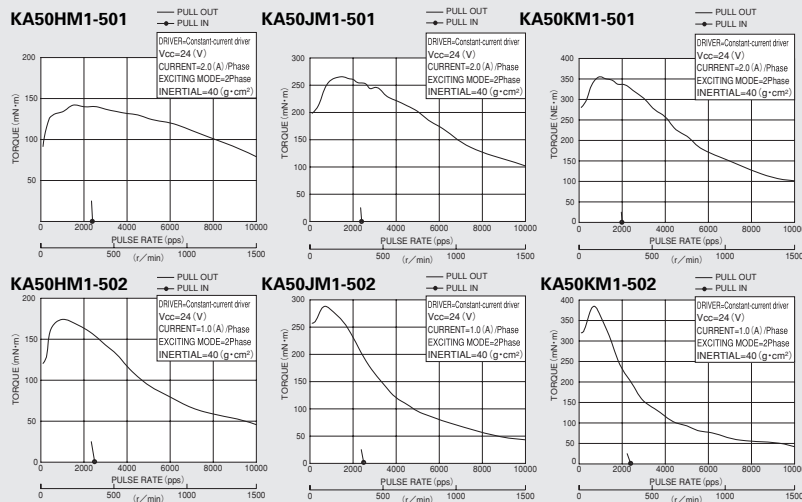 KA50HM1-501
PULL OUT
PULL IN
DRIVER=Constant-current driver
Vcc=24 (V)
CURRENT=2.0 (A) /Phase
EXCITING MODE=2Phase
INERTIAL=40 (g・cm²)
TORQUE (mN・m)
200
150
100
50
0
0 2000 4000 6000 8000 10000
PULSE RATE (pps)
0 500 1000 1500
(r/min)
KA50JM1-501
PULL OUT
PULL IN
DRIVER=Constant-current driver
Vcc=24 (V)
CURRENT=2.0 (A) /Phase
EXCITING MODE=2Phase
INERTIAL=40 (g・cm²)
TORQUE (mN・m)
300
250
200
150
100
50
0
0 2000 4000 6000 8000 10000
PULSE RATE (pps)
0 500 1000 1500
(r/min)
KA50KM1-501
PULL OUT
PULL IN
DRIVER=Constant-current driver
Vcc=24 (V)
CURRENT=2.0 (A) /Phase
EXCITING MODE=2Phase
INERTIAL=40 (g・cm²)
TORQUE (NE・m)
400
350
300
250
200
150
100
50
0
0 2000 4000 6000 8000 10000
PULSE RATE (pps)
0 500 1000 1500
(r/min)
KA50HM1-502
PULL OUT
PULL IN
DRIVER=Constant-current driver
Vcc=24 (V)
CURRENT=1.0 (A) /Phase
EXCITING MODE=2Phase
INERTIAL=40 (g・cm²)
TORQUE (mN・m)
200
150
100
50
0
0 2000 4000 6000 8000 10000
PULSE RATE (pps)
0 500 1000 1500
(r/min)
KA50JM1-502
PULL OUT
PULL IN
DRIVER=Constant-current driver
Vcc=24 (V)
CURRENT=1.0 (A) /Phase
EXCITING MODE=2Phase
INERTIAL=40 (g・cm²)
TORQUE (mN・m)
300
250
200
150
100
50
0
0 2000 4000 6000 8000 10000
PULSE RATE (pps)
0 500 1000 1500
(r/min)
KA50KM1-502
PULL OUT
PULL IN
DRIVER=Constant-current driver
Vcc=24 (V)
CURRENT=1.0 (A) /Phase
EXCITING MODE=2Phase
INERTIAL=40 (g・cm²)
TORQUE (mN・m)
400
350
300
250
200
150
100
50
0
0 2000 4000 6000 8000 10000
PULSE RATE (pps)
0 500 1000 1500
(r/min)